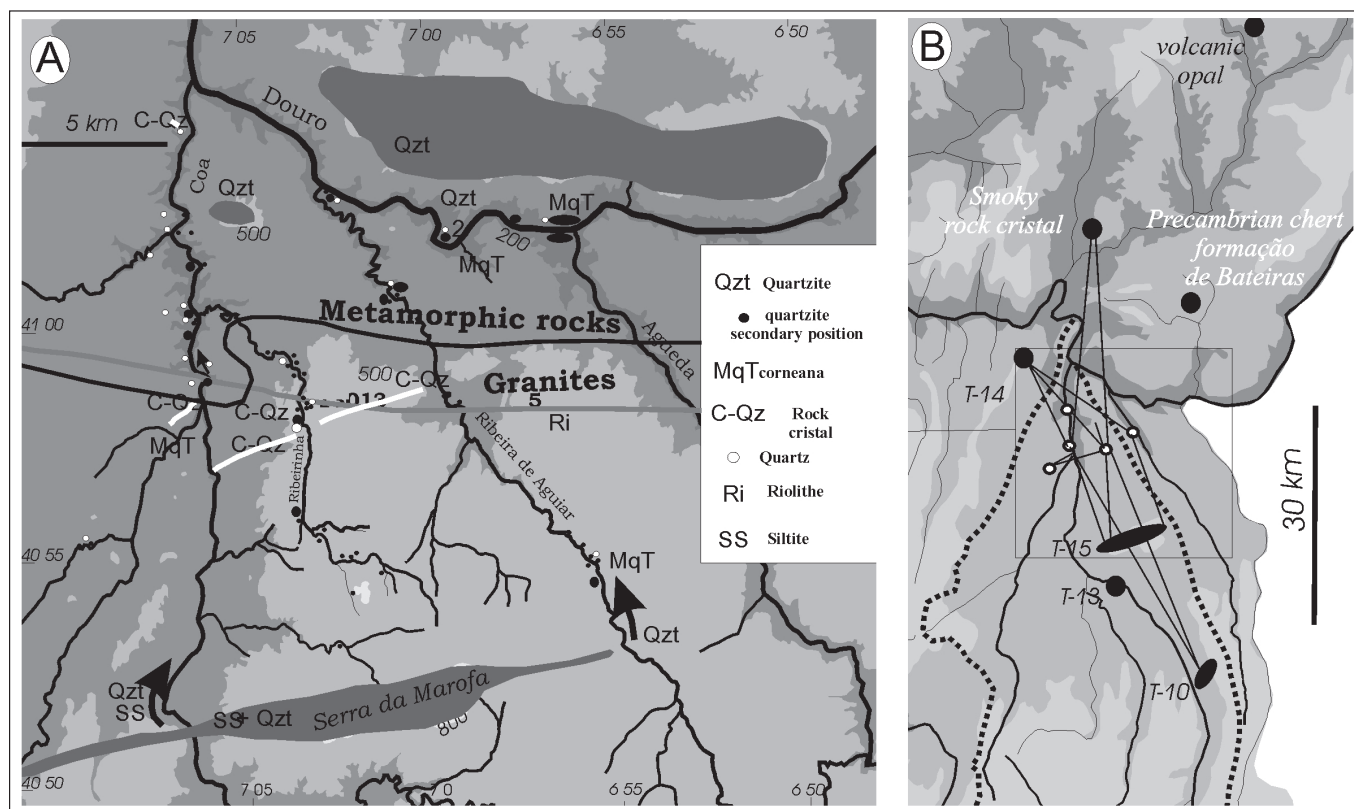 A
7 05
7 00
6 55
6 50
5 km
C-Qz
Douro
Coa
Qzt
Qzt
500
Qzt
2
MqT
200
MqT
Metamorphic rocks
41 00
Agueda
500
C-Qz
Granites
5
Ri
C-Qz
C-Qz
013
MqT
C-Qz
Ribeirinha
Ribeira de Aguiar
40 55
MqT
Qzt
Qzt
SS
SS+ Qzt
Serra da Marofa
800
40 50
7 05
0
6 55
6 50
Qzt Quartzite
quartzite
secondary position
MqT corneana
C-Qz Rock
cristal
Quartz
Ri Riolithe
SS Siltite
B
volcanic
opal
Smoky
rock cristal
Precambrian chert
formação
de Bateiras
T-14
T-15
T-13
T-10
30 km